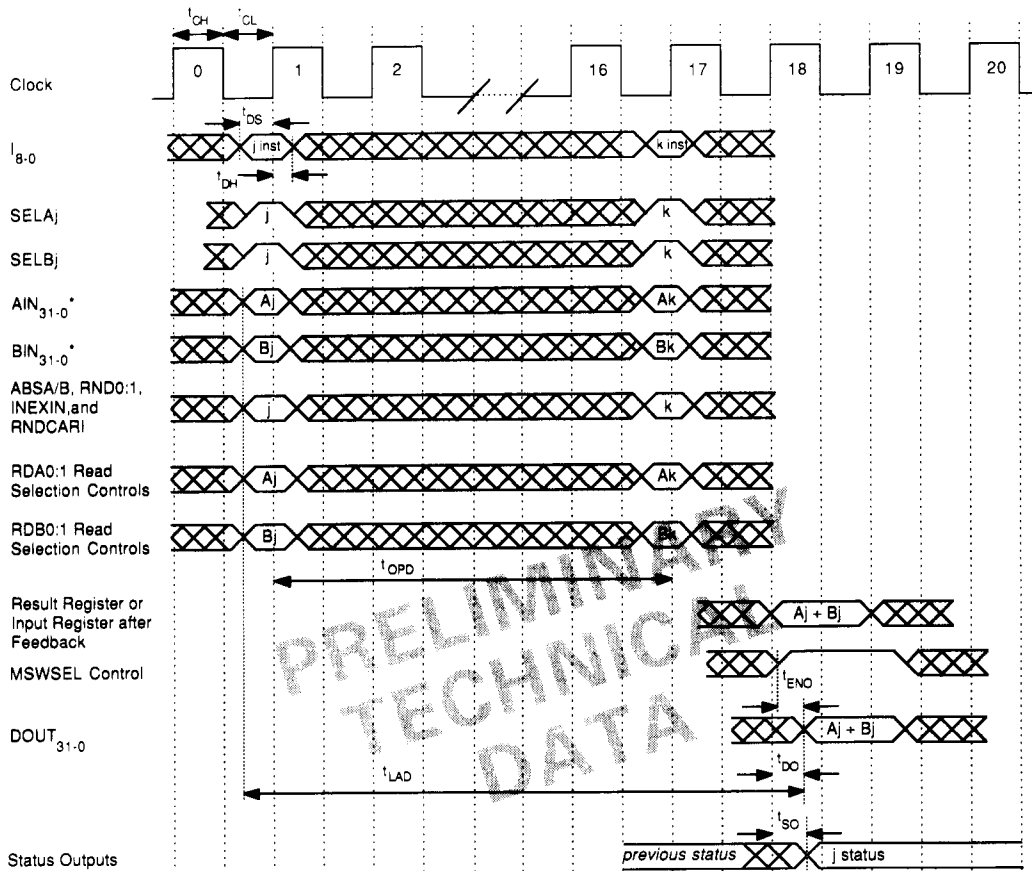 tCH tCL
Clock 0 1 2 16 17 18 19 20
tDS
I8-0 j inst k inst
tDH
SELAj j k
SELBj j k
AIN31-0* Aj Ak
BIN31-0* Bj Bk
ABSA/B, RND0:1,
INEXIN,and
RNDCARI j k
RDA0:1 Read
Selection Controls Aj Ak
RDB0:1 Read
Selection Controls Bj Bk
tOPD
Result Register or
Input Register after
Feedback Aj + Bj
MSWSEL Control
tENO
DOUT31-0 Aj + Bj
tDO
tLAD
tSO
Status Outputs previous status j status
PRELIMINARY
TECHNICAL
DATA